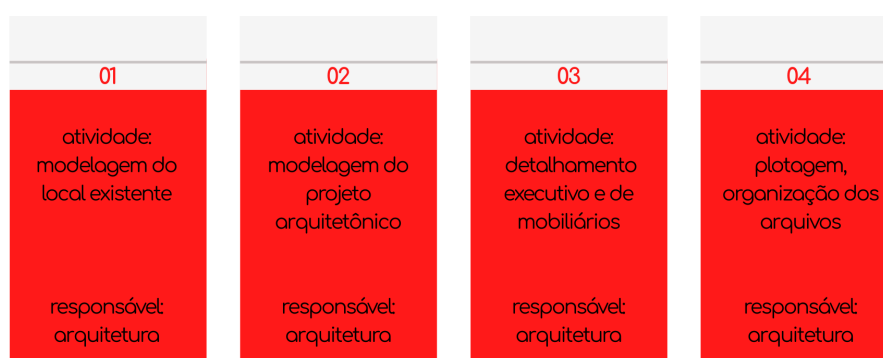 01
atividade:
modelagem do
local existente
responsável:
arquitetura
02
atividade:
modelagem do
projeto
arquitetônico
responsável:
arquitetura
03
atividade:
detalhamento
executivo e de
mobiliários
responsável:
arquitetura
04
atividade:
plotagem,
organização dos
arquivos
responsável:
arquitetura